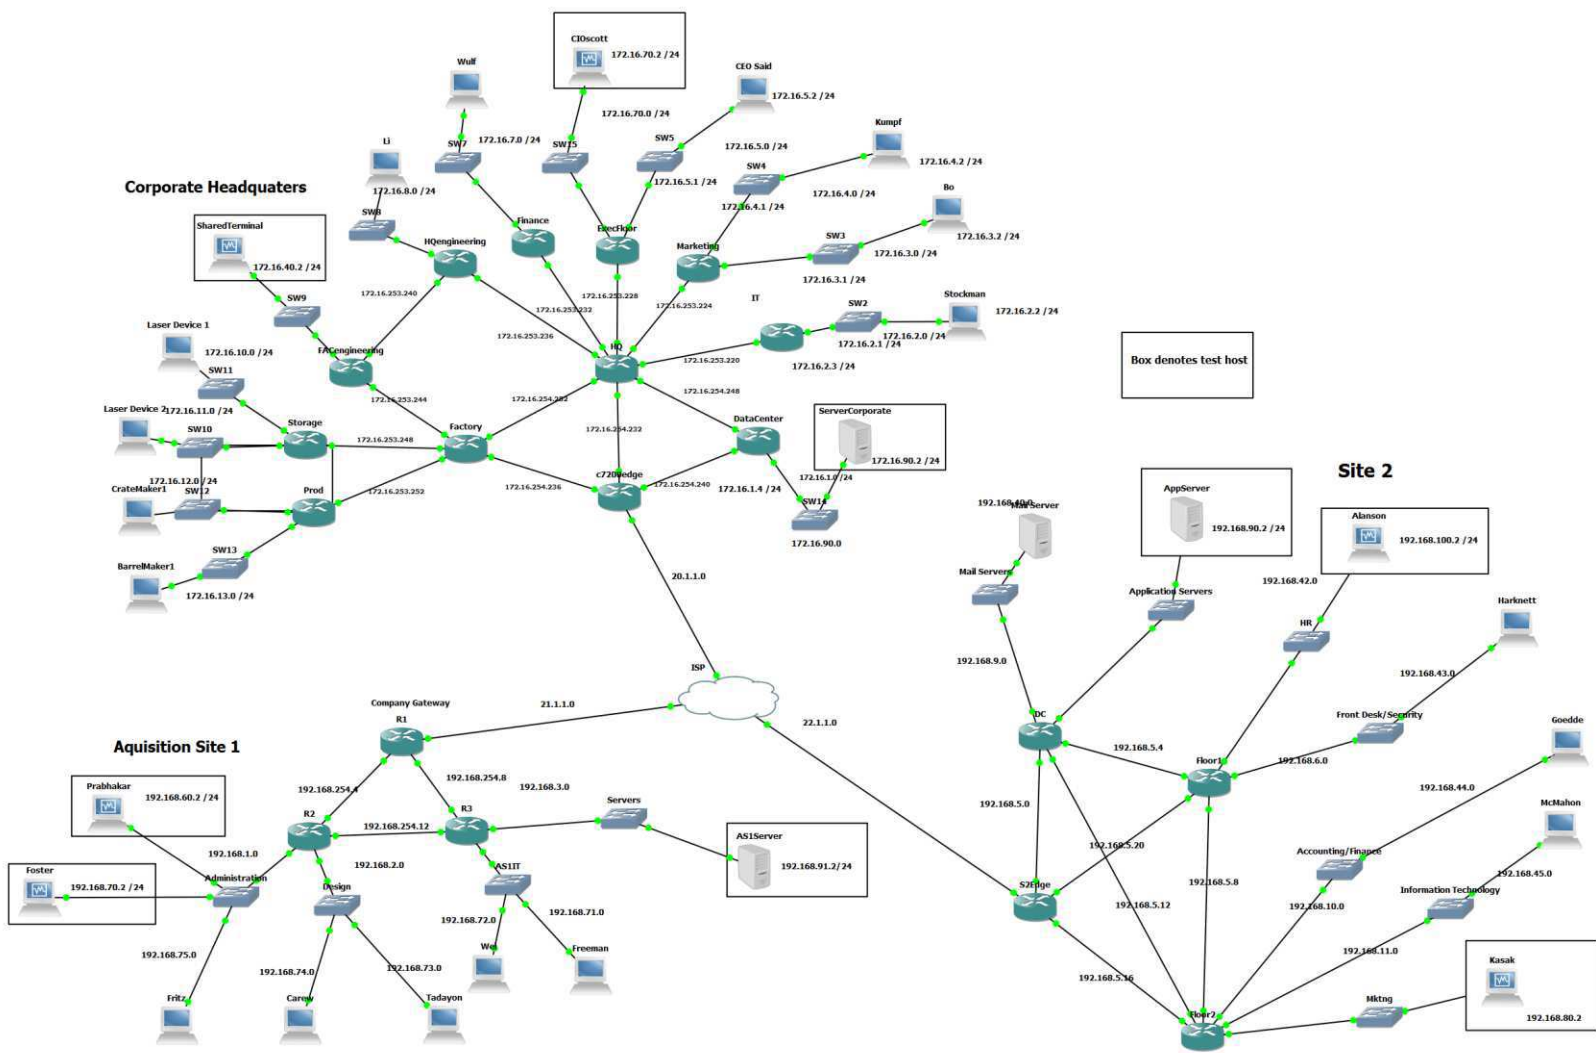 CIOscott
172.16.70.2 /24
Wulf
CEO Said
172.16.5.2 /24
172.16.70.0 /24
Kumpf
Li
SW7
172.16.7.0 /24
SW15
SW5
172.16.5.0 /24
172.16.4.2 /24
SW4
Corporate Headquaters
172.16.8.0 /24
172.16.5.1 /24
172.16.4.0 /24
Bo
172.16.4.1 /24
SW8
SharedTerminal
Finance
ExecFloor
SW3
172.16.3.2 /24
HQengineering
Marketing
172.16.3.0 /24
172.16.40.2 /24
172.16.3.1 /24
172.16.253.240
172.16.253.228
SW9
172.16.253.232
172.16.253.224
IT
SW2
Stockman
172.16.2.2 /24
Laser Device 1
172.16.253.236
172.16.2.0 /24
172.16.2.1 /24
HQ
172.16.10.0 /24
FACengineering
172.16.253.220
172.16.2.3 /24
Box denotes test host
SW11
172.16.253.244
172.16.254.252
172.16.254.248
Laser Device 2
172.16.11.0 /24
Storage
Factory
172.16.254.232
DataCenter
ServerCorporate
SW10
172.16.253.248
172.16.90.2 /24
172.16.12.0 /24
c7200edge
172.16.1.0 /24
CrateMaker1
SW12
Prod
172.16.253.252
172.16.254.236
172.16.254.240
172.16.1.4 /24
SW14
Site 2
AppServer
192.168.40.0
Mail Server
192.168.90.2 /24
Alanson
192.168.100.2 /24
172.16.90.0
SW13
BarrelMaker1
20.1.1.0
Mail Servers
192.168.42.0
172.16.13.0 /24
Application Servers
Harknett
HR
192.168.9.0
ISP
192.168.43.0
Company Gateway
R1
21.1.1.0
22.1.1.0
DC
Front Desk/Security
Goedde
Aquisition Site 1
192.168.5.4
Floor1
192.168.6.0
Prabhakar
192.168.254.8
192.168.3.0
192.168.44.0
192.168.60.2 /24
192.168.254.4
R2
R3
Servers
192.168.5.0
McMahon
192.168.254.12
AS1Server
192.168.5.20
Accounting/Finance
192.168.1.0
192.168.2.0
AS1IT
192.168.91.2/24
192.168.5.8
192.168.45.0
Foster
Administration
Design
S2Edge
Information Technology
192.168.70.2 /24
192.168.5.12
192.168.10.0
192.168.72.0
192.168.71.0
192.168.75.0
192.168.74.0
192.168.73.0
Wei
Freeman
192.168.5.16
192.168.11.0
Kasak
Fritz
Carew
Tadayon
Mktng
Floor2
192.168.80.2